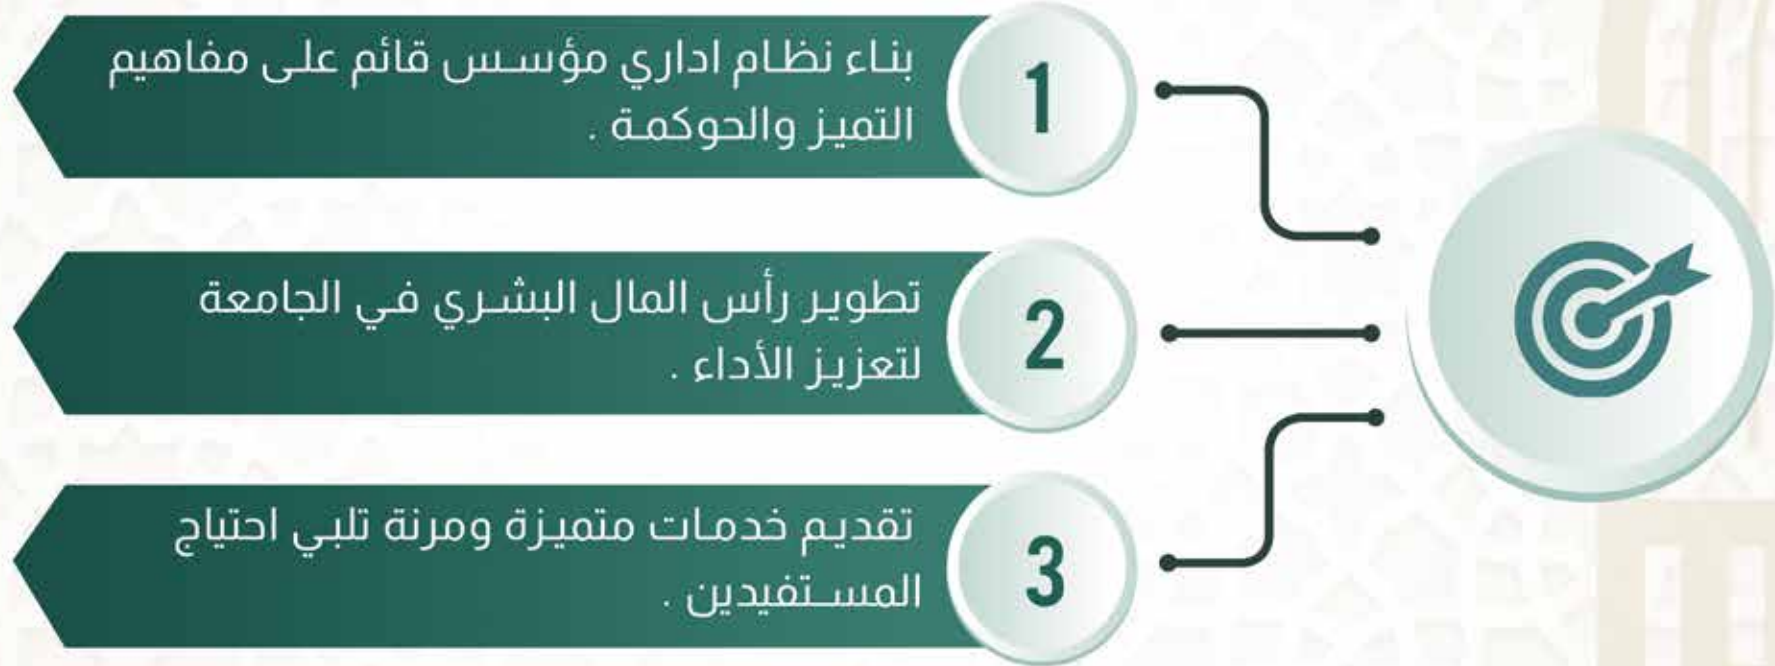 1
بناء نظام اداري مؤسس قائم على مفاهيم
التميز والحوكمة .
2
تطوير رأس المال البشري في الجامعة
لتعزيز الأداء .
3
تقديم خدمات متميزة ومرنة تلبي احتياج
المستفيدين .